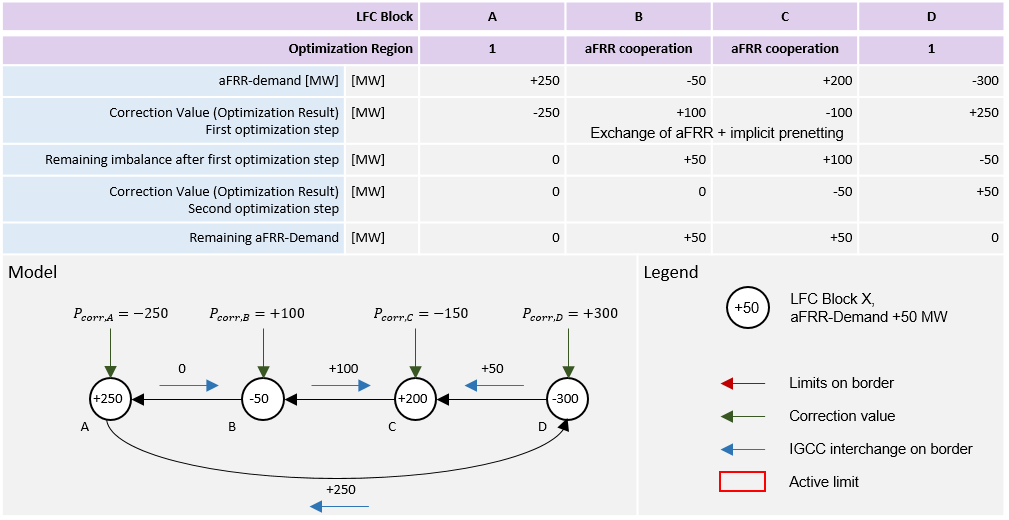 LFC Block A B C D
Optimization Region 1 aFRR cooperation aFRR cooperation 1
aFRR-demand [MW] [MW] +250 -50 +200 -300
Correction Value (Optimization Result) [MW] -250 +100 -100 +250
First optimization step Exchange of aFRR + implicit prenetting
Remaining imbalance after first optimization step [MW] 0 +50 +100 -50
Correction Value (Optimization Result) [MW] 0 0 -50 +50
Second optimization step
Remaining aFRR-Demand [MW] 0 +50 +50 0
Model
P_corr,A = −250 P_corr,B = +100 P_corr,C = −150 P_corr,D = +300
0 +100 +50
+250 -50 +200 -300
A B C D
+250
Legend
+50
LFC Block X,
aFRR-Demand +50 MW
Limits on border
Correction value
IGCC interchange on border
Active limit